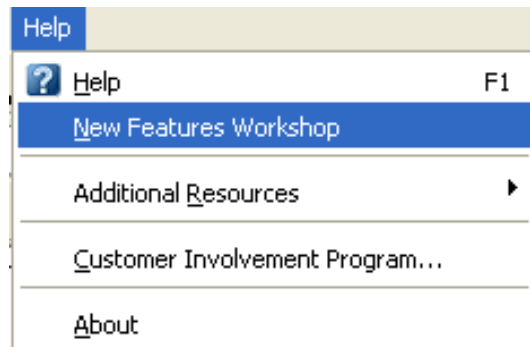 Help
Help F1
New Features Workshop
Additional Resources
Customer Involvement Program...
About